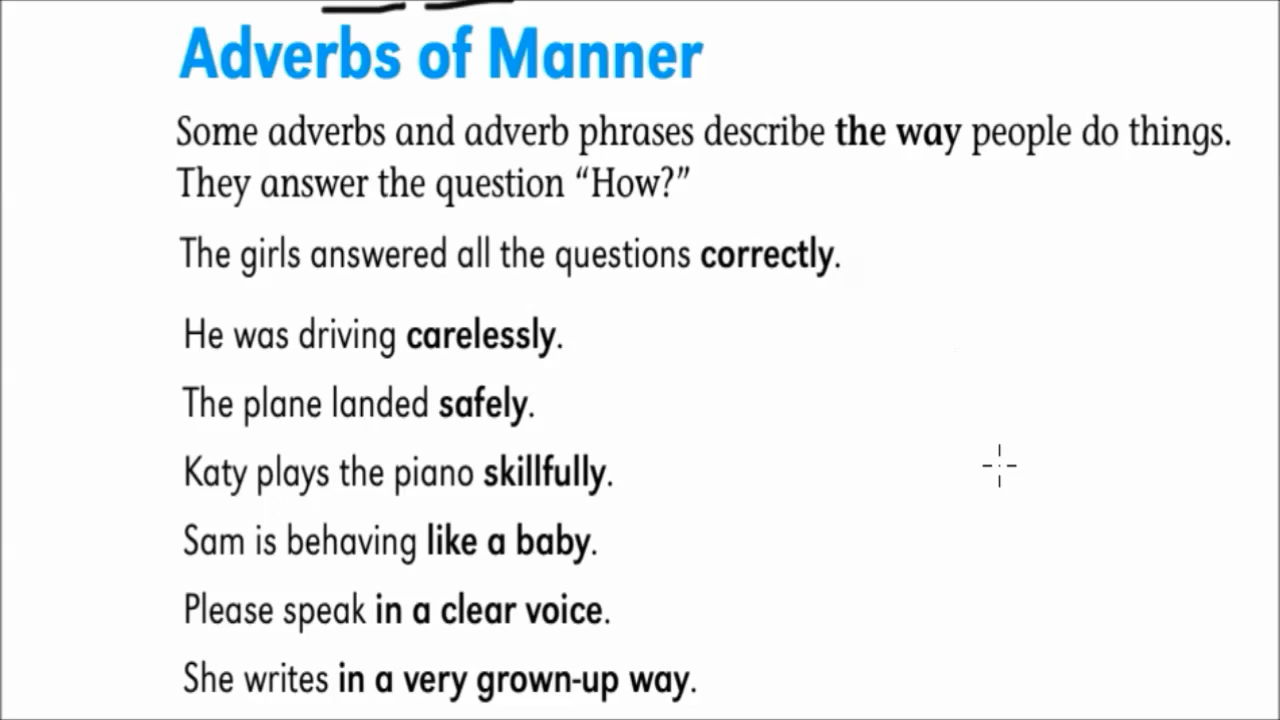 Adverbs of Manner
Some adverbs and adverb phrases describe the way people do things.
They answer the question “How?”
The girls answered all the questions correctly.
He was driving carelessly.
The plane landed safely.
Katy plays the piano skillfully.
Sam is behaving like a baby.
Please speak in a clear voice.
She writes in a very grown-up way.